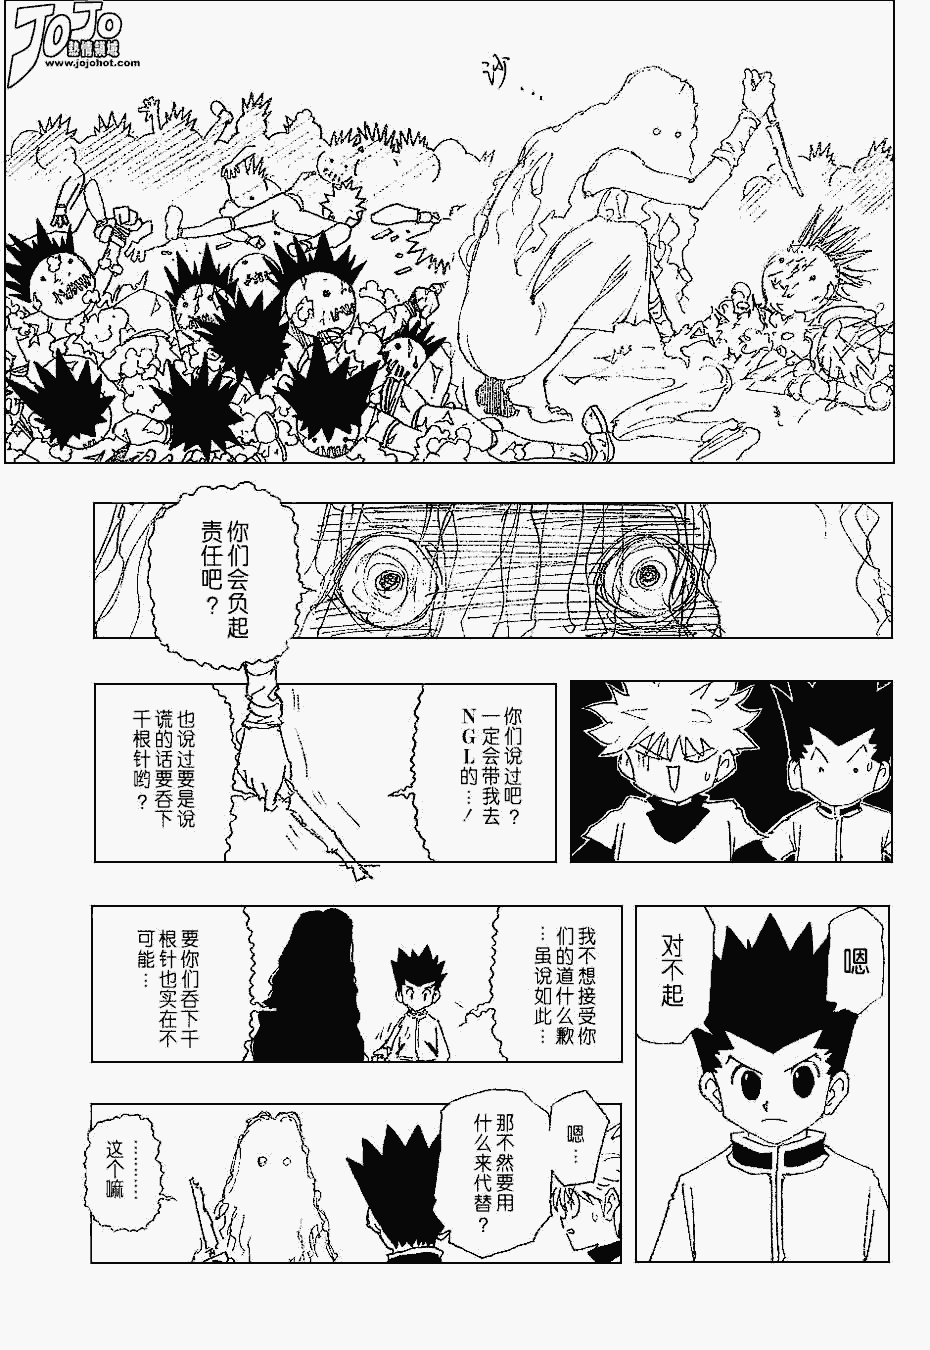 JOJO
热情领域
www.jojohot.com
沙…
你们会负起
责任吧？
你们说过吧？
一定会带我去
NGL的…！
也说过要是说
谎的话要吞下
千根针哟？
嗯
对不起
我不想接受你
们的道什么歉
…虽说如此…
要你们吞下千
根针也实在不
可能…
嗯…
那不然要用
什么来代替？
…………
这个嘛